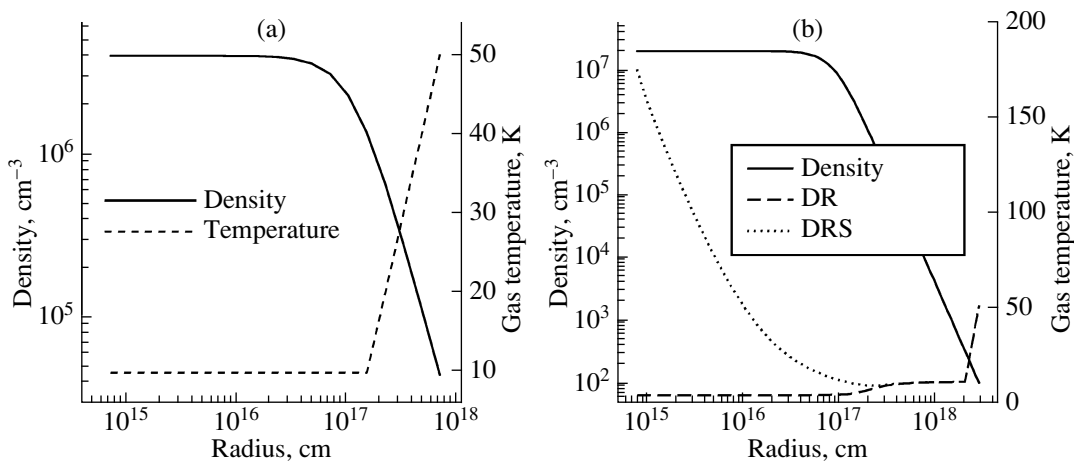 (a)
Density, cm⁻³
10⁶
10⁵
Density
Temperature
50
40
30
20
10
Gas temperature, K
10¹⁵ 10¹⁶ 10¹⁷ 10¹⁸
Radius, cm
(b)
Density, cm⁻³
10⁷
10⁶
10⁵
10⁴
10³
10²
Density
DR
DRS
200
150
100
50
0
Gas temperature, K
10¹⁵ 10¹⁶ 10¹⁷ 10¹⁸
Radius, cm